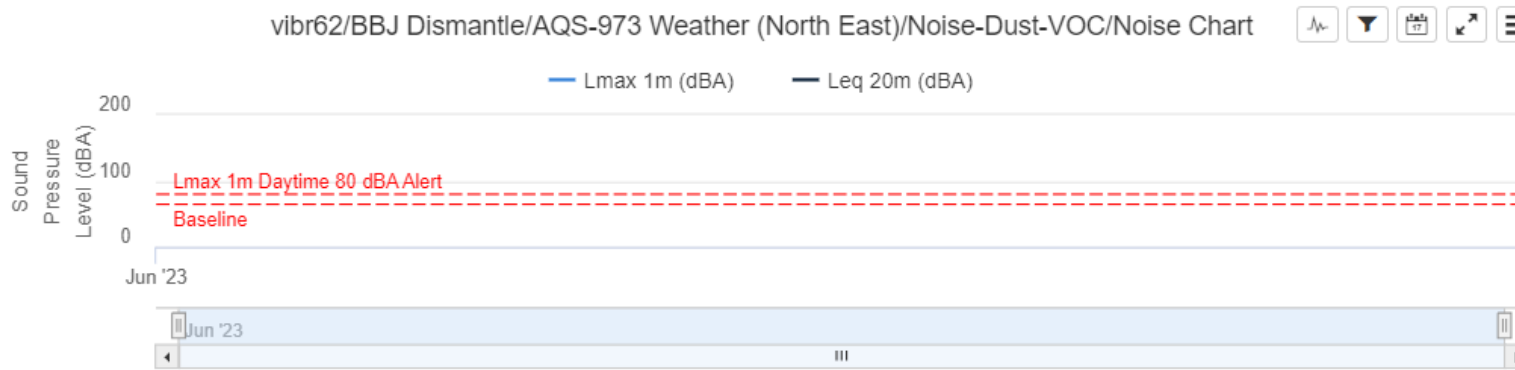 vibr62/BBJ Dismantle/AQS-973 Weather (North East)/Noise-Dust-VOC/Noise Chart
17
Lmax 1m (dBA)
Leq 20m (dBA)
Sound
Pressure
Level (dBA)
200
100
0
Lmax 1m Daytime 80 dBA Alert
Baseline
Jun '23
Jun '23